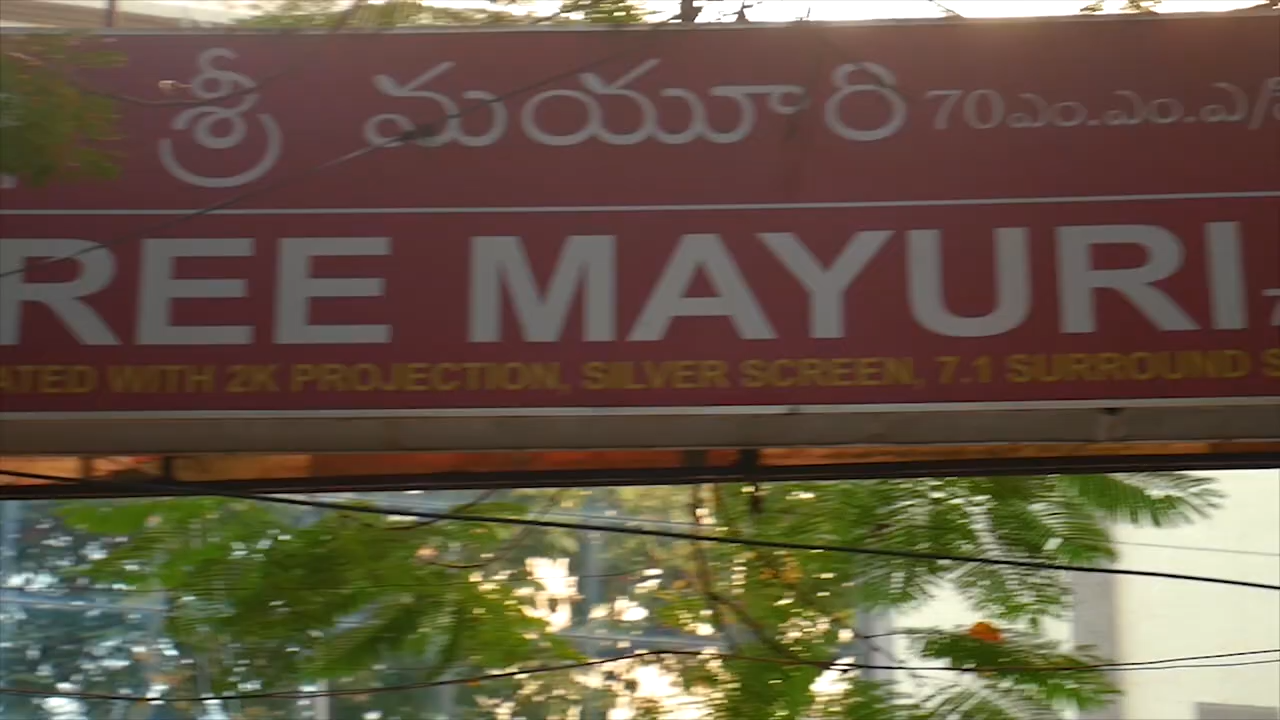 శ్రీ మయూరి 70ఎం.ఎం.ఎ/
REE MAYURI
ATED WITH 2K PROJECTION, SILVER SCREEN, 7.1 SURROUND S